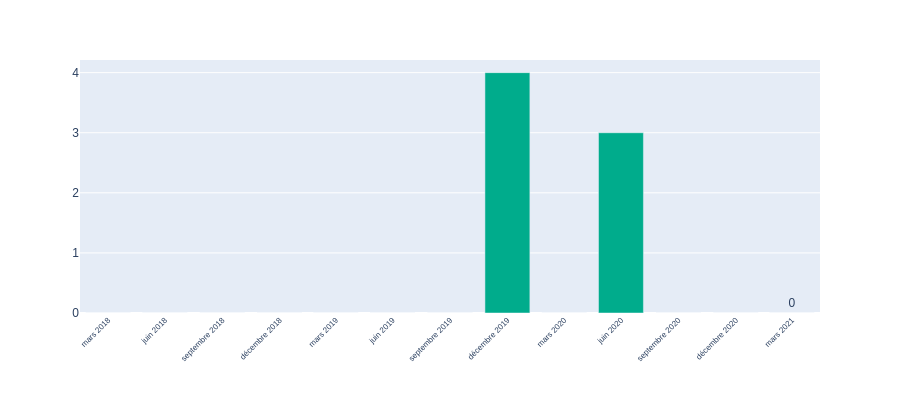 4
3
2
1
0
0
mars 2018
juin 2018
septembre 2018
décembre 2018
mars 2019
juin 2019
septembre 2019
décembre 2019
mars 2020
juin 2020
septembre 2020
décembre 2020
mars 2021